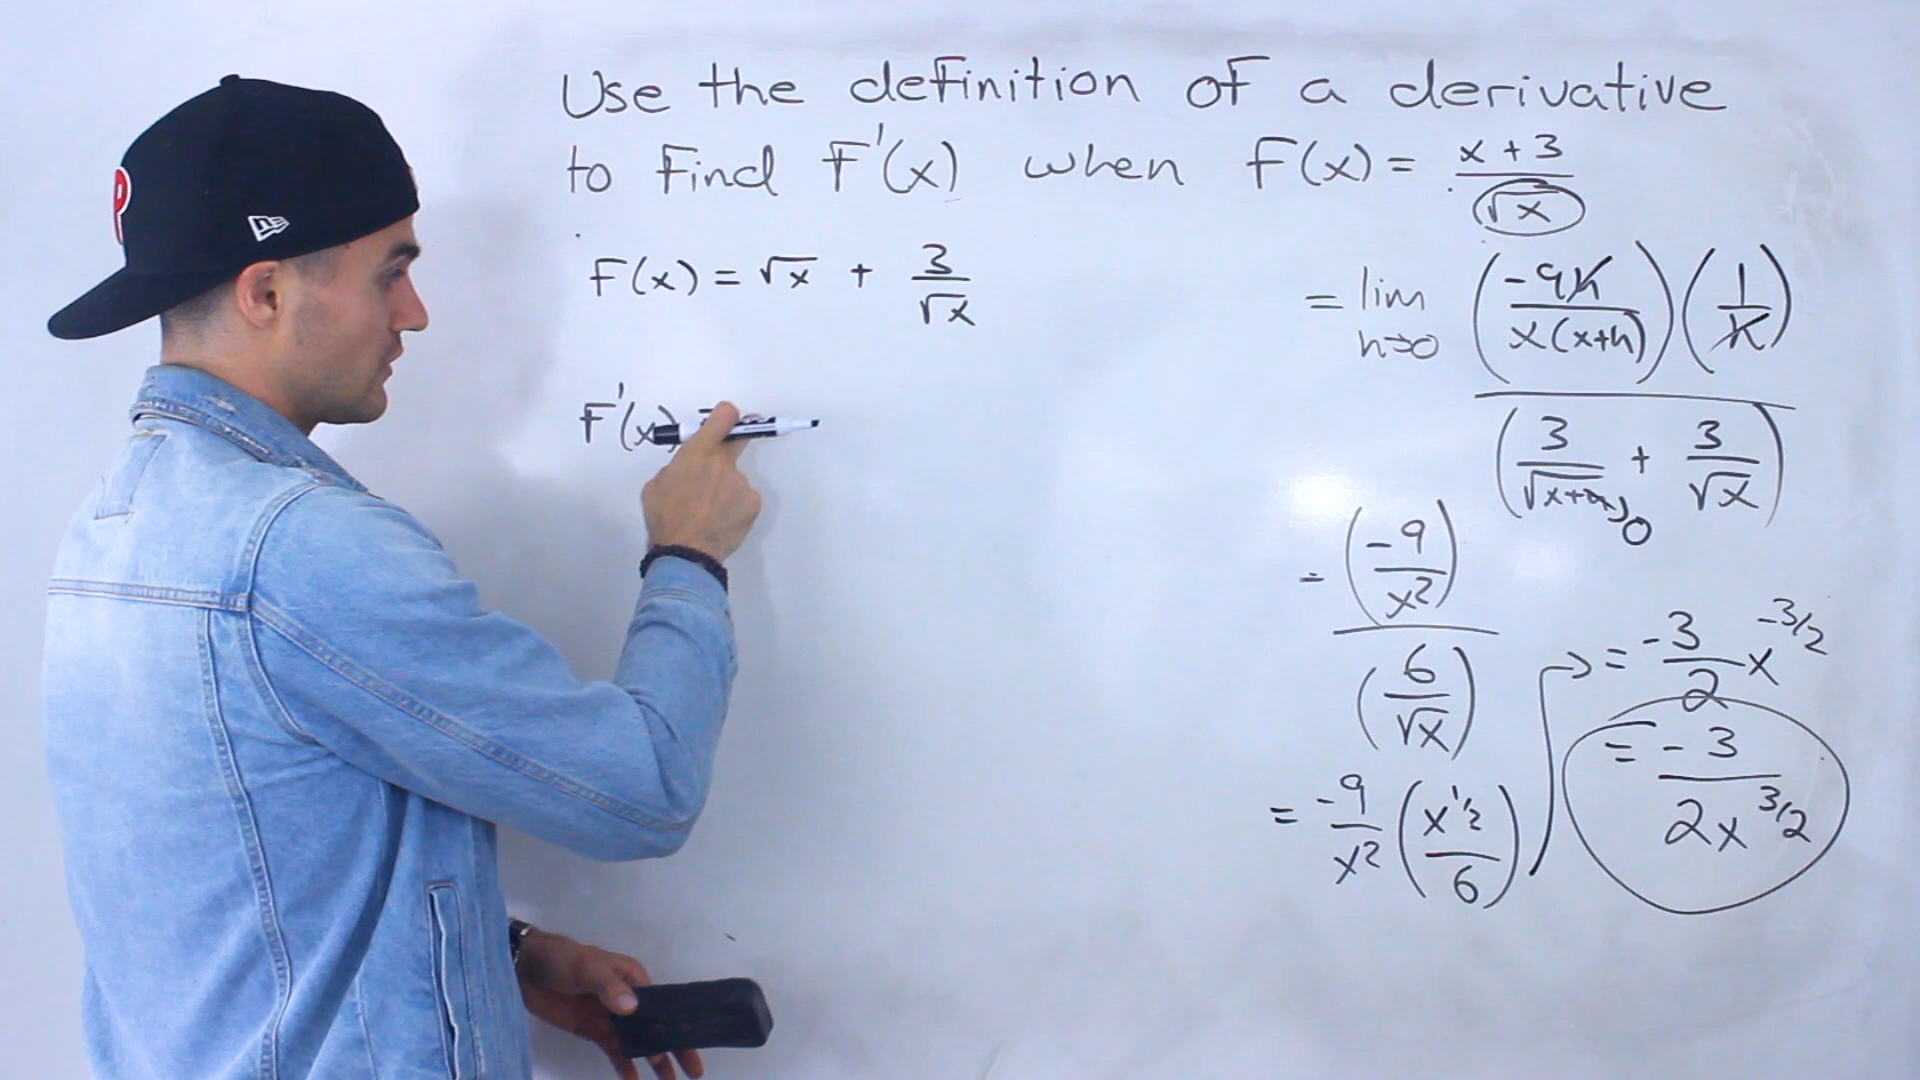 Use the definition of a derivative
to Find F'(x) when F(x) = x + 3 / √x
F(x) = √x + 3/√x
F'(x) =
= lim h→0 (-9h / x(x+h)) (1/h) / (3/√(x+h) + 3/√x)
0
= (-9/x²) / (6/√x)
= -9/x² (x^1/2 / 6)
→ = -3/2 x^-3/2
= -3 / 2x^3/2
P